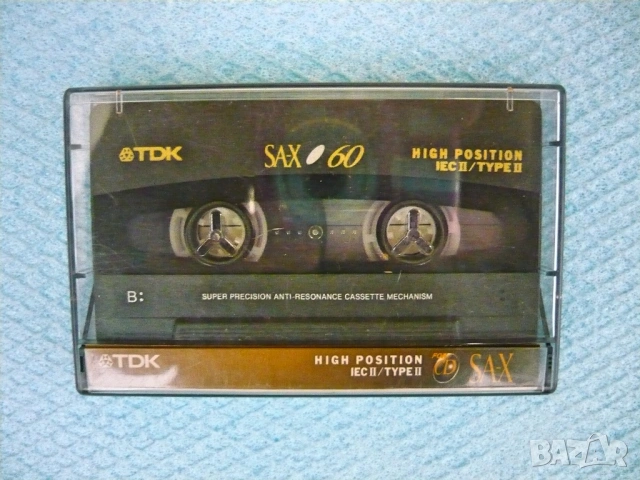 TDK
SA-X 60
HIGH POSITION
IEC II / TYPE II
B:
SUPER PRECISION ANTI-RESONANCE CASSETTE MECHANISM
TDK
HIGH POSITION
IEC II / TYPE II
CD
SA-X
BAZAR